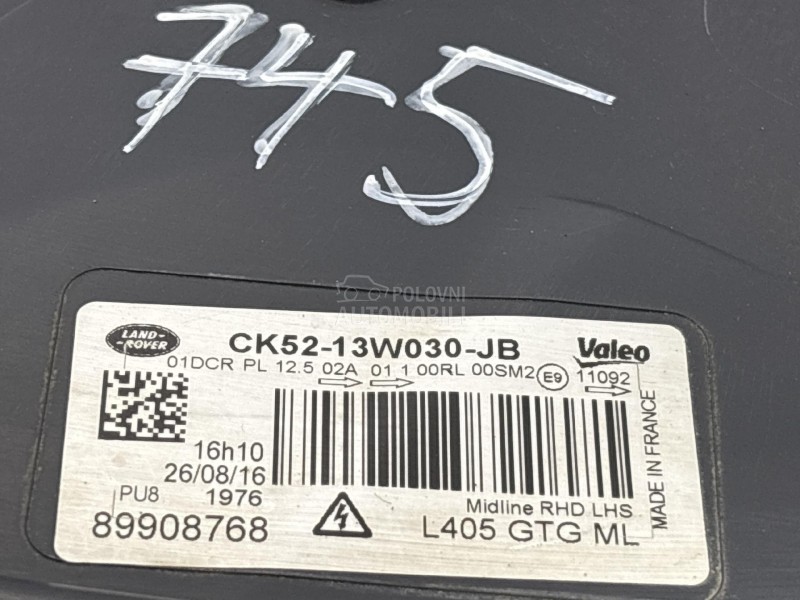 745
POLOVNI
AUTOMOBILI
LAND-
ROVER
CK52-13W030-JB
Valeo
01DCR PL 12.5 02A 01 1 00RL 00SM2 E9 11092
16h10
26/08/16
1976
PU8
89908768
Midline RHD LHS
L405 GTG ML
MADE IN FRANCE